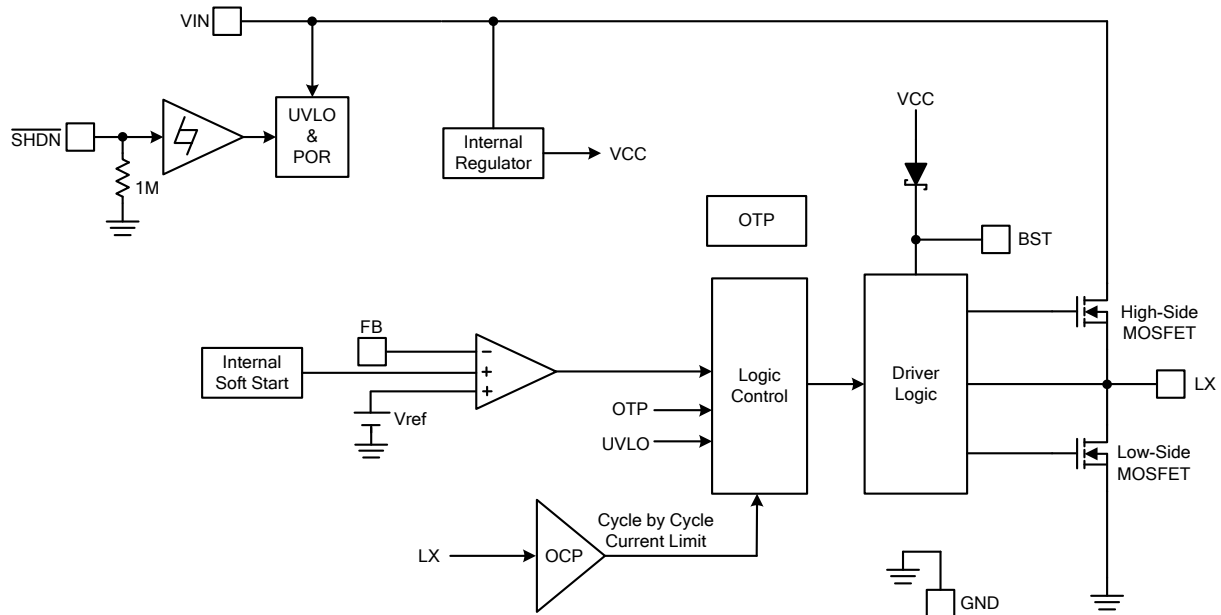 VIN
SHDN
1M
UVLO
&
POR
Internal
Regulator
VCC
VCC
OTP
BST
FB
Internal
Soft Start
−
+
+
Vref
OTP
UVLO
Logic
Control
Driver
Logic
High-Side
MOSFET
LX
Low-Side
MOSFET
LX
OCP
Cycle by Cycle
Current Limit
GND